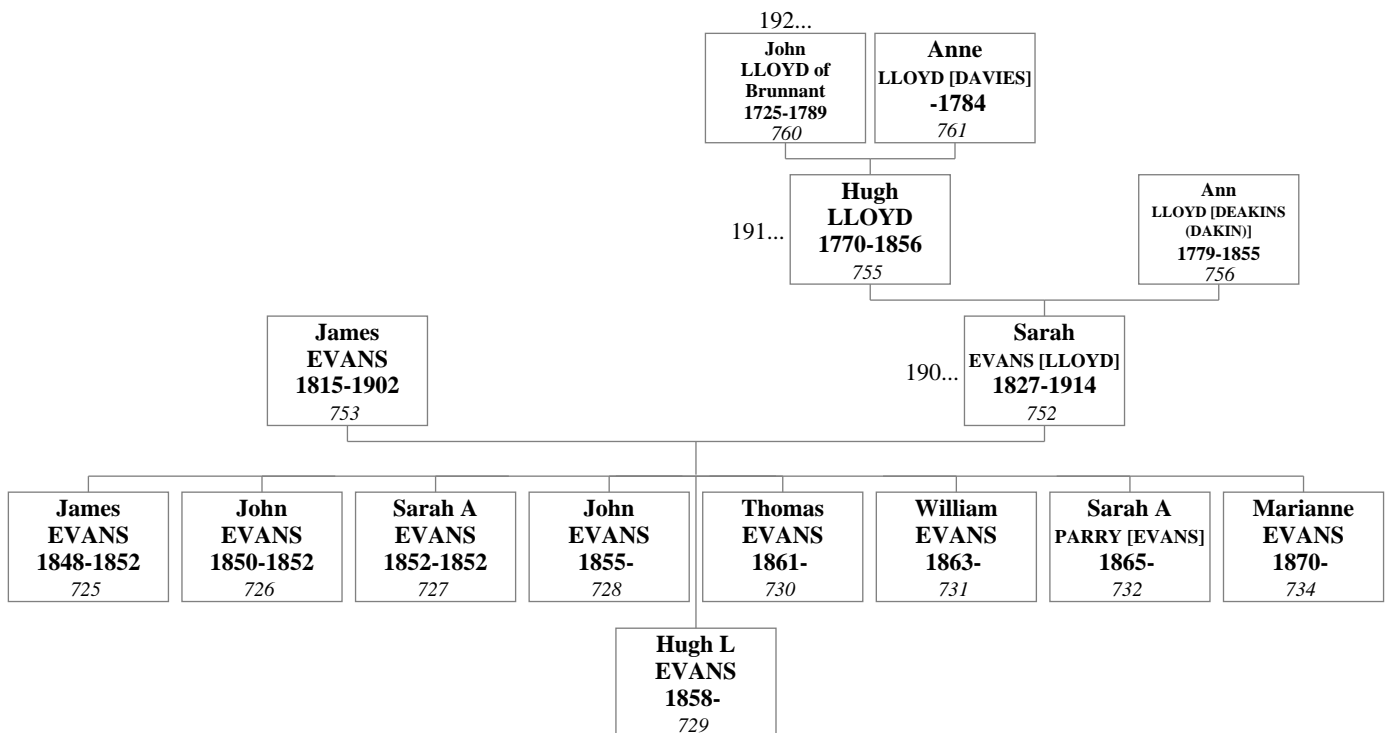 192...
John
LLOYD of
Brunnant
1725-1789
760
Anne
LLOYD [DAVIES]
-1784
761
191...
Hugh
LLOYD
1770-1856
755
Ann
LLOYD [DEAKINS
(DAKIN)]
1779-1855
756
James
EVANS
1815-1902
753
190...
Sarah
EVANS [LLOYD]
1827-1914
752
James
EVANS
1848-1852
725
John
EVANS
1850-1852
726
Sarah A
EVANS
1852-1852
727
John
EVANS
1855-
728
Thomas
EVANS
1861-
730
William
EVANS
1863-
731
Sarah A
PARRY [EVANS]
1865-
732
Marianne
EVANS
1870-
734
Hugh L
EVANS
1858-
729